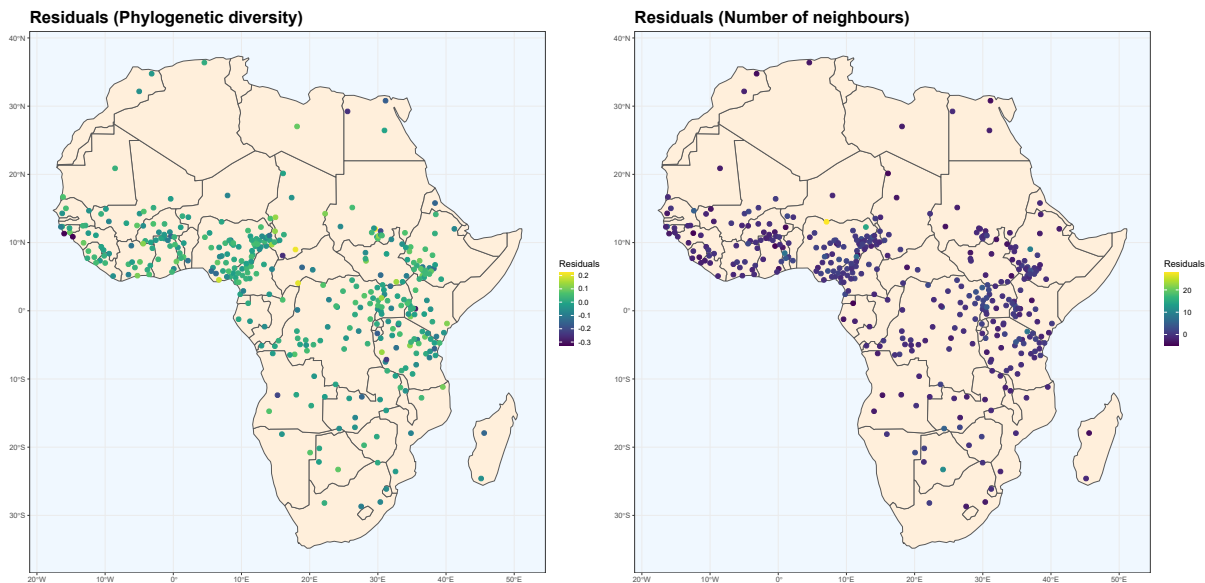 Residuals (Phylogenetic diversity)
40°N
30°N
20°N
10°N
0°
10°S
20°S
30°S
20°W
10°W
0°
10°E
20°E
30°E
40°E
50°E
Residuals
0.2
0.1
0.0
-0.1
-0.2
-0.3
Residuals (Number of neighbours)
40°N
30°N
20°N
10°N
0°
10°S
20°S
30°S
20°W
10°W
0°
10°E
20°E
30°E
40°E
50°E
Residuals
20
10
0